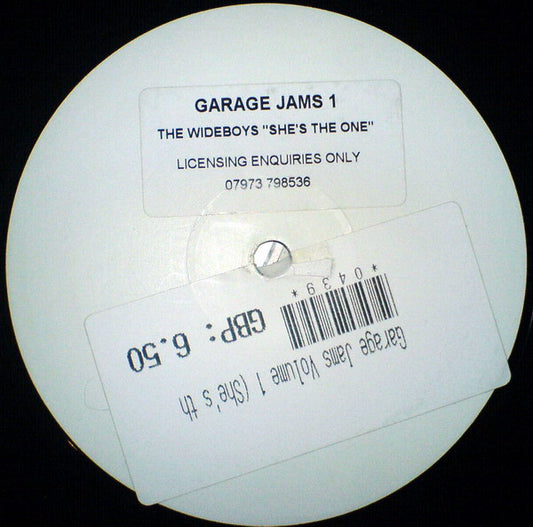 GARAGE JAMS 1
THE WIDEBOYS "SHE'S THE ONE"
LICENSING ENQUIRIES ONLY
07973 798536
Garage Jams Volume 1 (She's th
*0439*
GBP: 6.50